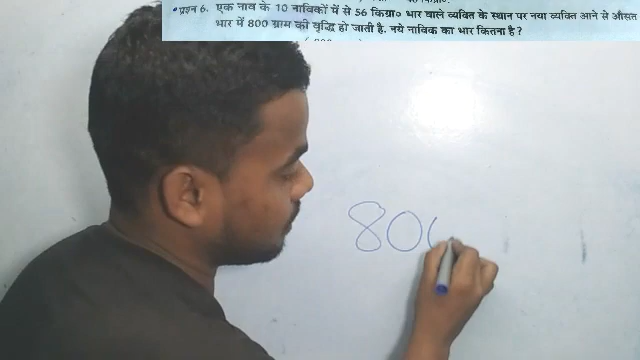 •प्रश्न 6. एक नाव के 10 नाविकों में से 56 किग्रा० भार वाले व्यक्ति के स्थान पर नया व्यक्ति आने से औसत
भार में 800 ग्राम की वृद्धि हो जाती है. नये नाविक का भार कितना है?
80